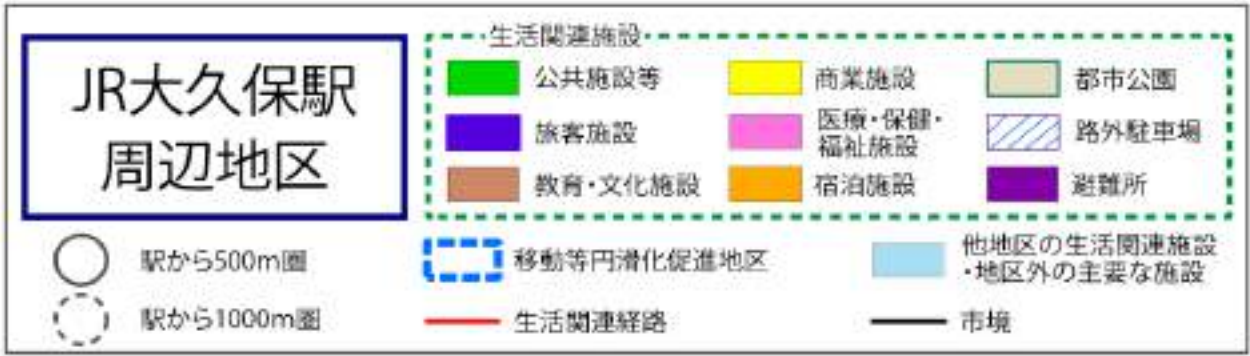 JR大久保駅
周辺地区
生活関連施設
公共施設等
商業施設
都市公園
旅客施設
医療・保健・
福祉施設
路外駐車場
教育・文化施設
宿泊施設
避難所
駅から500m圏
移動等円滑化促進地区
他地区の生活関連施設
・地区外の主要な施設
駅から1000m圏
生活関連経路
市境